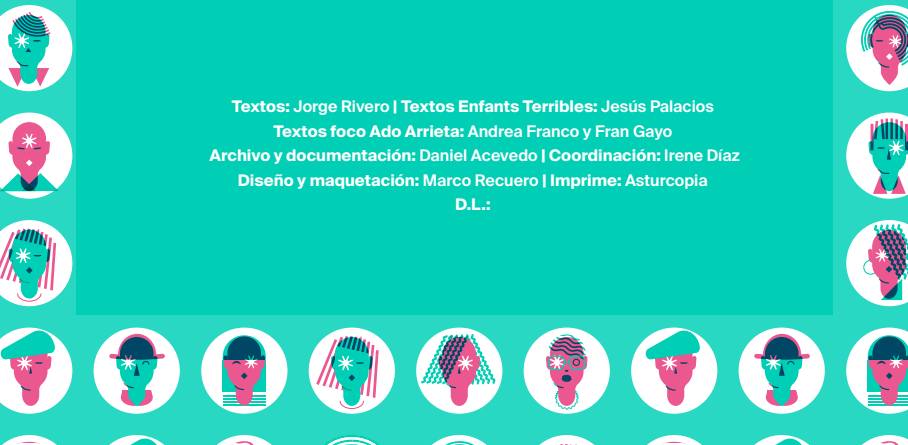 Textos: Jorge Rivero | Textos Enfants Terribles: Jesús Palacios
Textos foco Ado Arrieta: Andrea Franco y Fran Gayo
Archivo y documentación: Daniel Acevedo | Coordinación: Irene Díaz
Diseño y maquetación: Marco Recuero | Imprime: Asturcopia
D.L.: